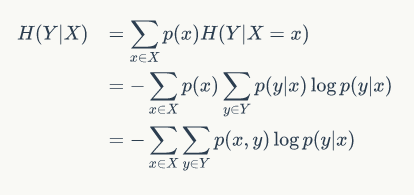 H(Y|X) = ∑_{x∈X} p(x)H(Y|X = x)
= − ∑_{x∈X} p(x) ∑_{y∈Y} p(y|x) log p(y|x)
= − ∑_{x∈X} ∑_{y∈Y} p(x, y) log p(y|x)